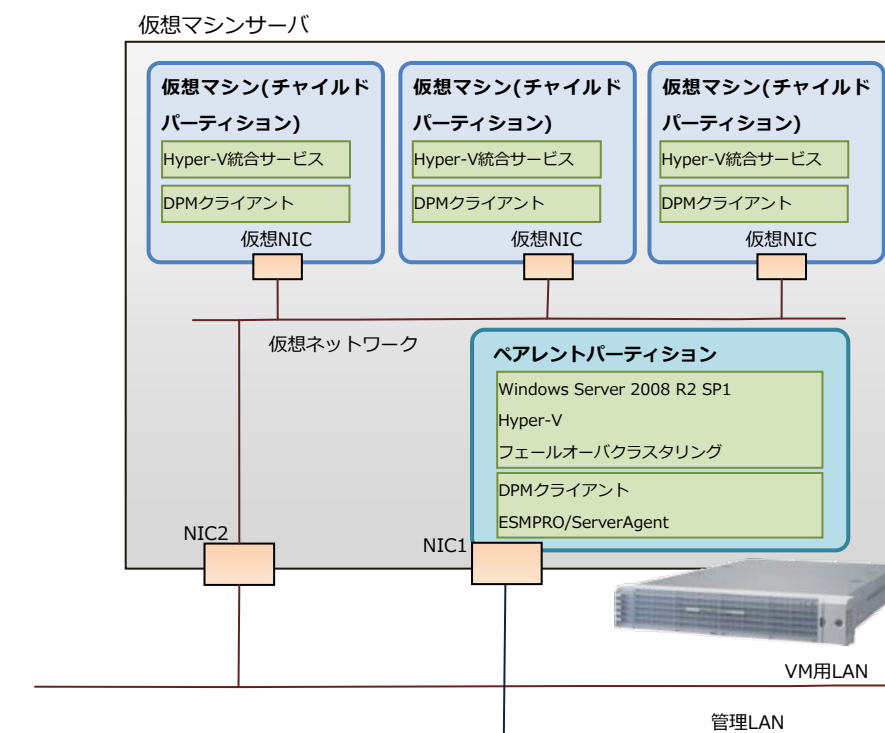 仮想マシンサーバ
仮想マシン(チャイルド
パーティション)
Hyper-V統合サービス
DPMクライアント
仮想NIC
仮想マシン(チャイルド
パーティション)
Hyper-V統合サービス
DPMクライアント
仮想NIC
仮想マシン(チャイルド
パーティション)
Hyper-V統合サービス
DPMクライアント
仮想NIC
仮想ネットワーク
ペアレントパーティション
Windows Server 2008 R2 SP1
Hyper-V
フェールオーバクラスタリング
DPMクライアント
ESMPRO/ServerAgent
NIC2
NIC1
VM用LAN
管理LAN